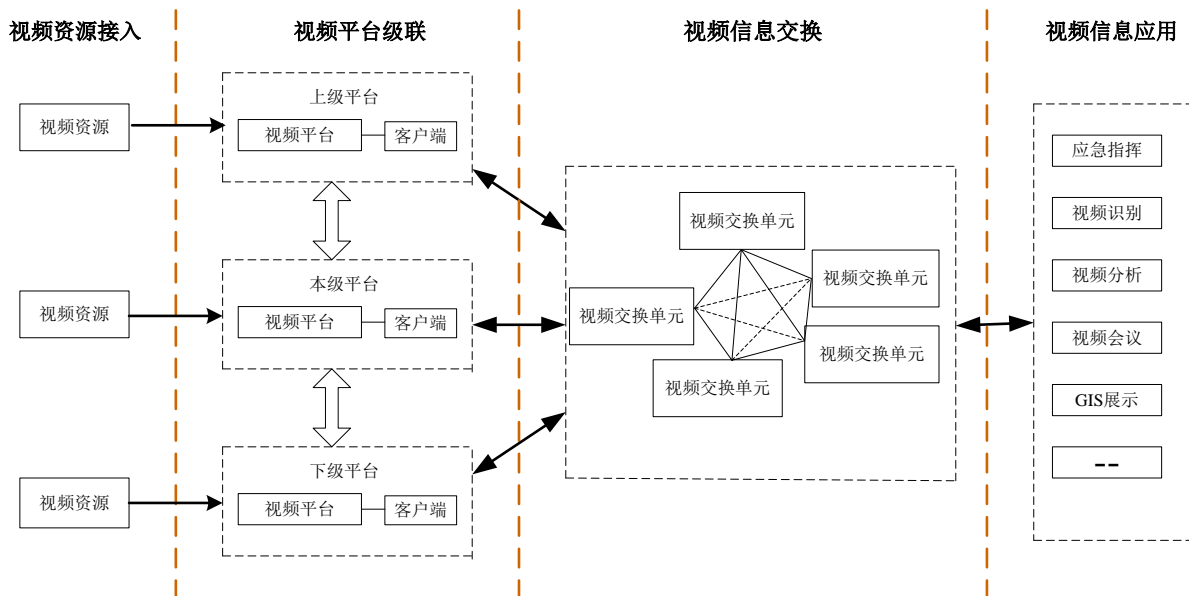 视频资源接入
视频平台级联
视频信息交换
视频信息应用
视频资源
视频资源
视频资源
上级平台
视频平台
客户端
本级平台
视频平台
客户端
下级平台
视频平台
客户端
视频交换单元
视频交换单元
视频交换单元
视频交换单元
视频交换单元
应急指挥
视频识别
视频分析
视频会议
GIS展示
--